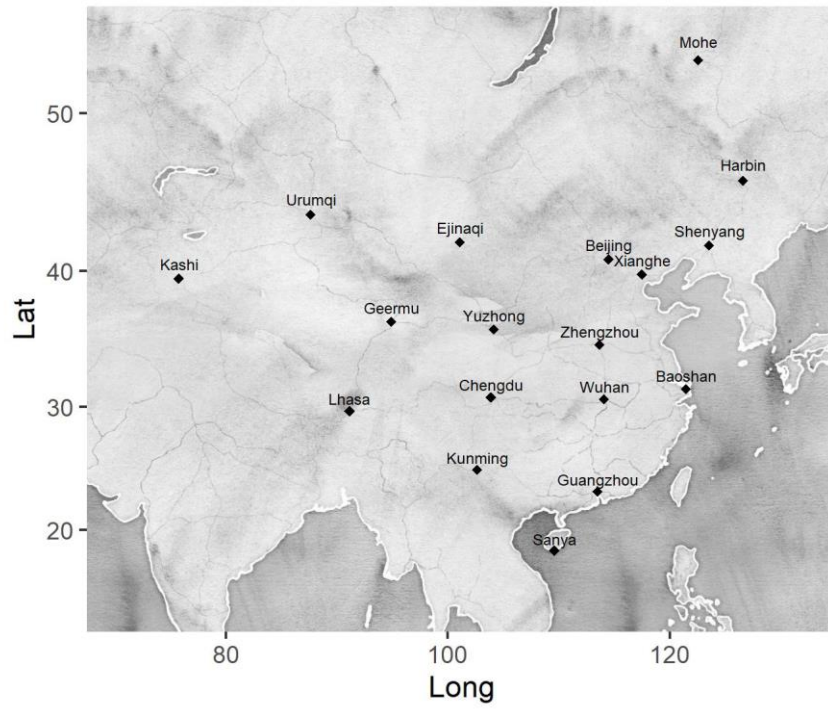 Mohe
50
Harbin
Urumqi
Ejinaqi
Shenyang
Beijing
Xianghe
40
Kashi
Geermu
Yuzhong
Zhengzhou
Lat
Chengdu
Wuhan
Baoshan
Lhasa
30
Kunming
Guangzhou
20
Sanya
80
100
120
Long